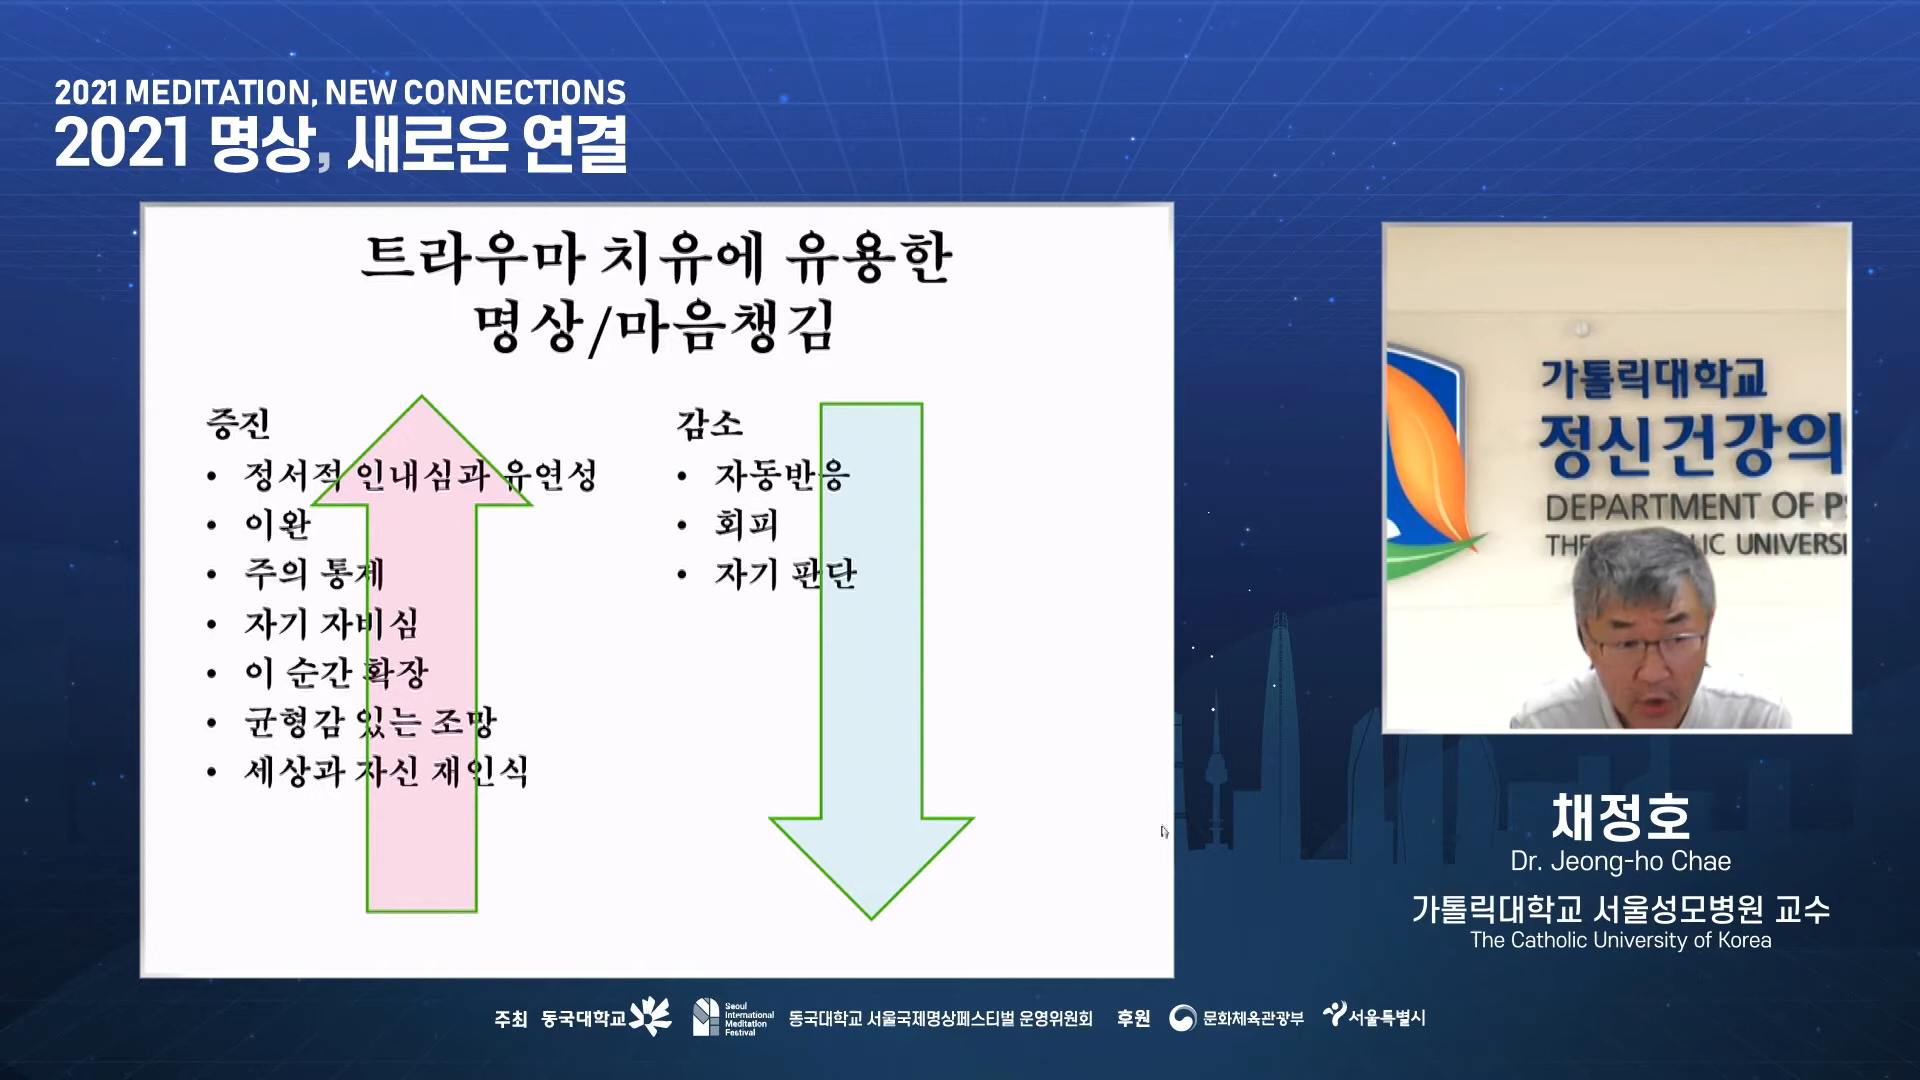 2021 MEDITATION, NEW CONNECTIONS
2021 명상, 새로운 연결
트라우마 치유에 유용한
명상/마음챙김
증진
• 정서적 인내심과 유연성
• 이완
• 주의 통제
• 자기 자비심
• 이 순간 확장
• 균형감 있는 조망
• 세상과 자신 재인식
감소
• 자동반응
• 회피
• 자기 판단
가톨릭대학교
정신건강의
DEPARTMENT OF PS
THE IC UNIVERSI
채정호
Dr. Jeong-ho Chae
가톨릭대학교 서울성모병원 교수
The Catholic University of Korea
주최 동국대학교
Seoul
International
Meditation
Festival
동국대학교 서울국제명상페스티벌 운영위원회 후원 문화체육관광부 서울특별시